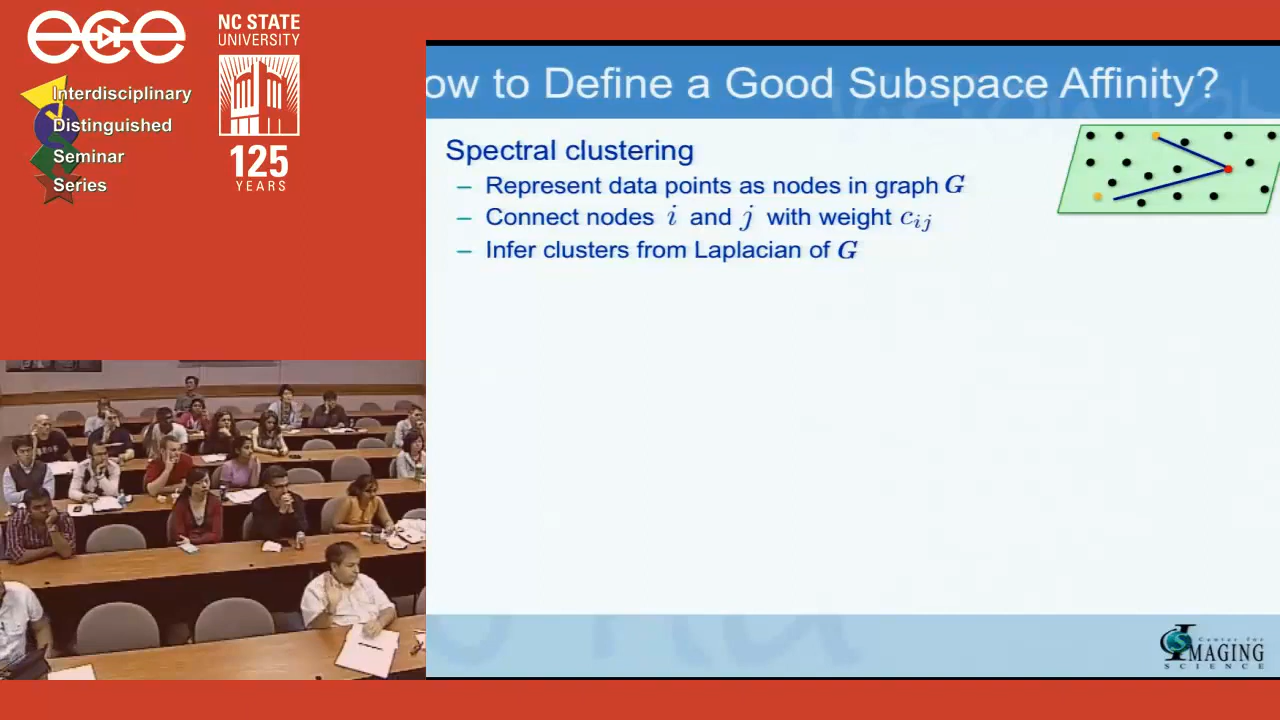 ece
NC STATE
UNIVERSITY
125
YEARS
Interdisciplinary
Distinguished
Seminar
Series
ow to Define a Good Subspace Affinity?
Spectral clustering
– Represent data points as nodes in graph G
– Connect nodes i and j with weight c_ij
– Infer clusters from Laplacian of G
Center for
IMAGING
SCIENCE